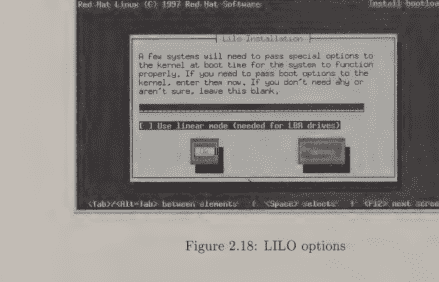 Red Hat Linux (C) 1997 Red Hat Software Install bootloa
Lilo Installation
A few systems will need to pass special options to
the kernel at boot time for the system to function
properly. If you need to pass boot options to the
kernel, enter them now. If you don't need any or
aren't sure, leave this blank.
[ ] Use linear mode (needed for LBA drives)
<Tab>/<Alt-Tab> between elements | <Space> selects | <F12> next scree
Figure 2.18: LILO options